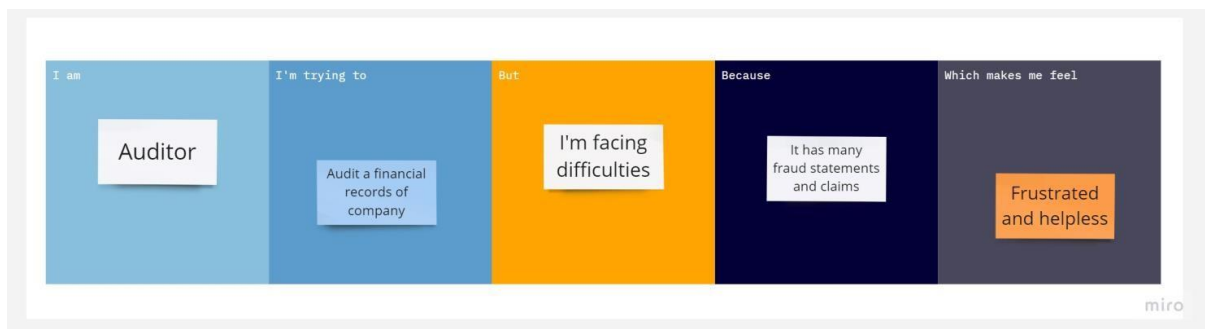 I am
Auditor
I'm trying to
Audit a financial
records of
company
But
I'm facing
difficulties
Because
It has many
fraud statements
and claims
Which makes me feel
Frustrated
and helpless
miro